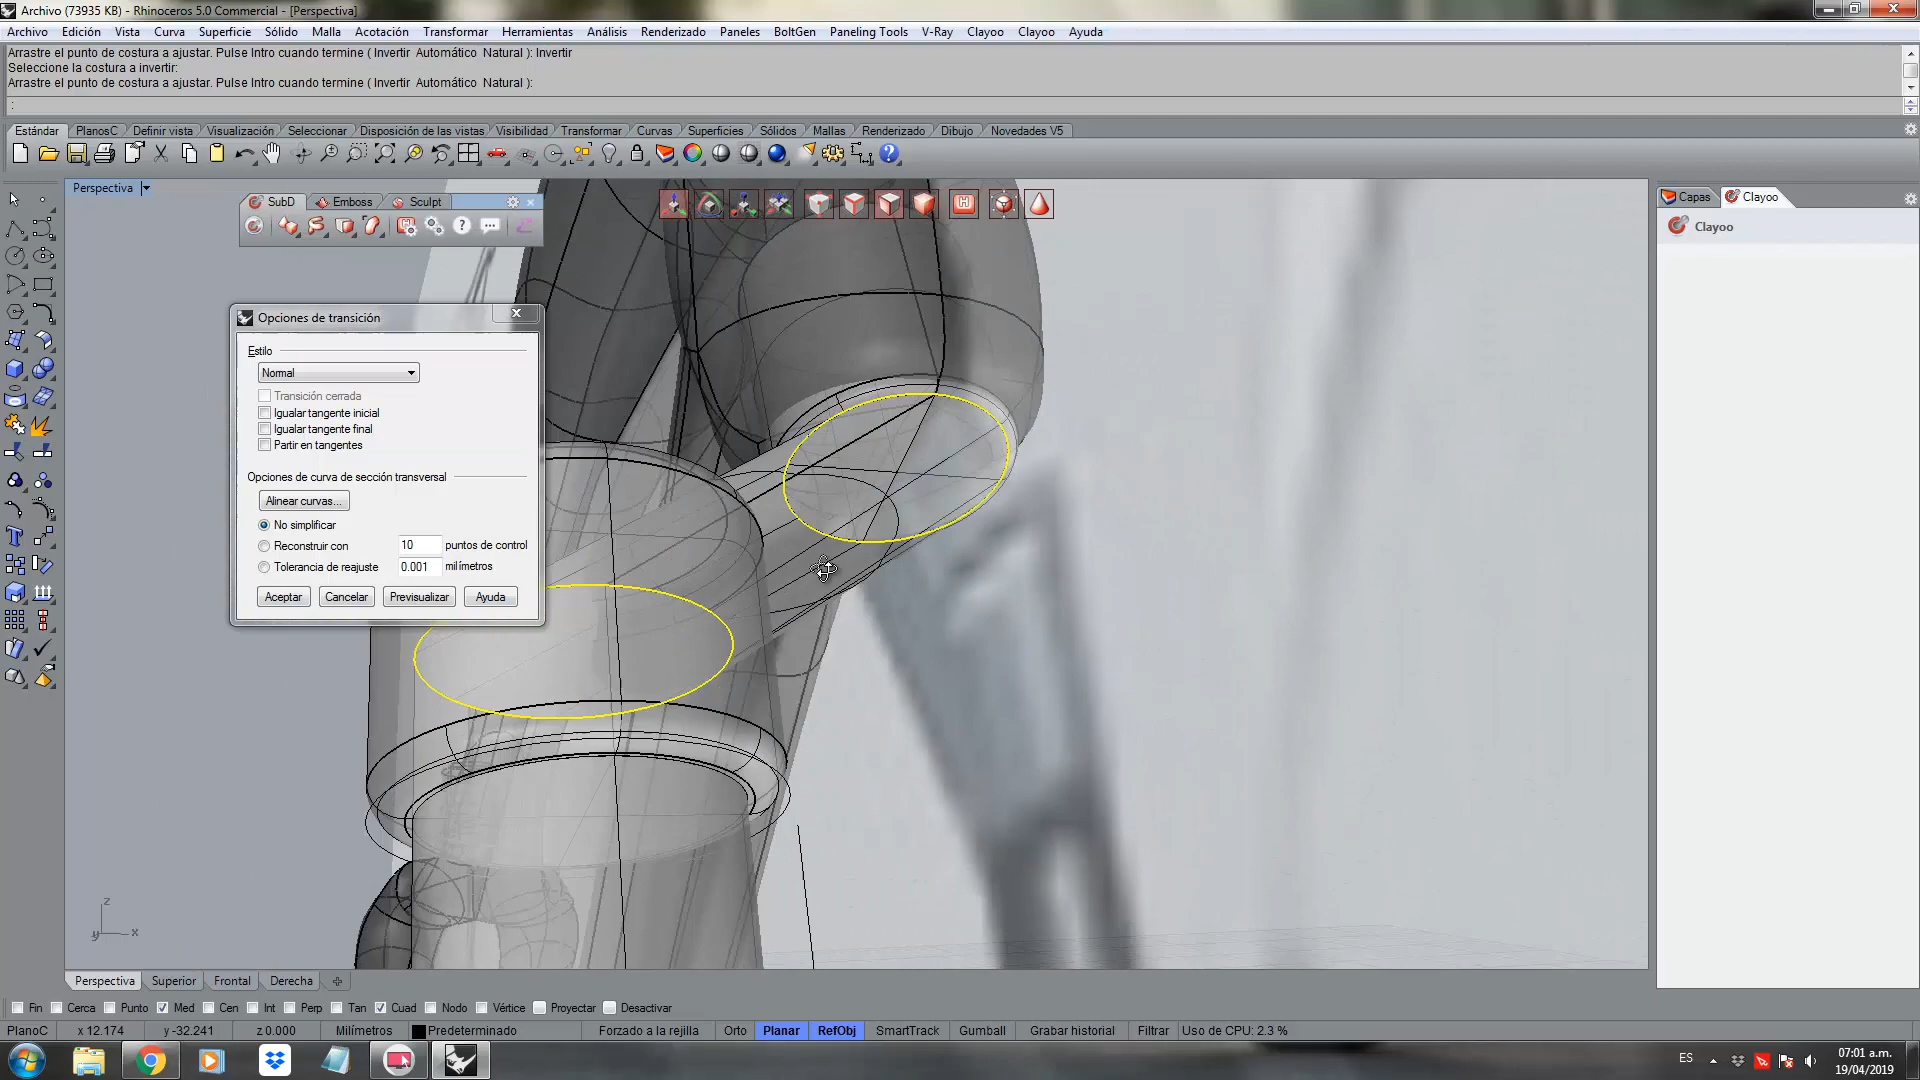 Archivo (73935 KB) - Rhinoceros 5.0 Commercial - [Perspectiva]
Archivo Edición Vista Curva Superficie Sólido Malla Acotación Transformar Herramientas Análisis Renderizado Paneles BoltGen Paneling Tools V-Ray Clayoo Clayoo Ayuda
Arrastre el punto de costura a ajustar. Pulse Intro cuando termine ( Invertir Automático Natural ): Invertir
Seleccione la costura a invertir:
Arrastre el punto de costura a ajustar. Pulse Intro cuando termine ( Invertir Automático Natural ):
:
Estándar PlanosC Definir vista Visualización Seleccionar Disposición de las vistas Visibilidad Transformar Curvas Superficies Sólidos Mallas Renderizado Dibujo Novedades V5
Perspectiva
SubD Emboss Sculpt
Capas Clayoo
Clayoo
Opciones de transición
Estilo
Normal
Transición cerrada
Igualar tangente inicial
Igualar tangente final
Partir en tangentes
Opciones de curva de sección transversal
Alinear curvas...
No simplificar
Reconstruir con 10 puntos de control
Tolerancia de reajuste 0.001 milímetros
Aceptar Cancelar Previsualizar Ayuda
z
y x
Perspectiva Superior Frontal Derecha
Fin Cerca Punto Med Cen Int Perp Tan Cuad Nodo Vértice Proyectar Desactivar
PlanoC x 12.174 y -32.241 z 0.000 Milímetros Predeterminado Forzado a la rejilla Orto Planar RefObj SmartTrack Gumball Grabar historial Filtrar Uso de CPU: 2.3 %
ES 07:01 a.m.
19/04/2019